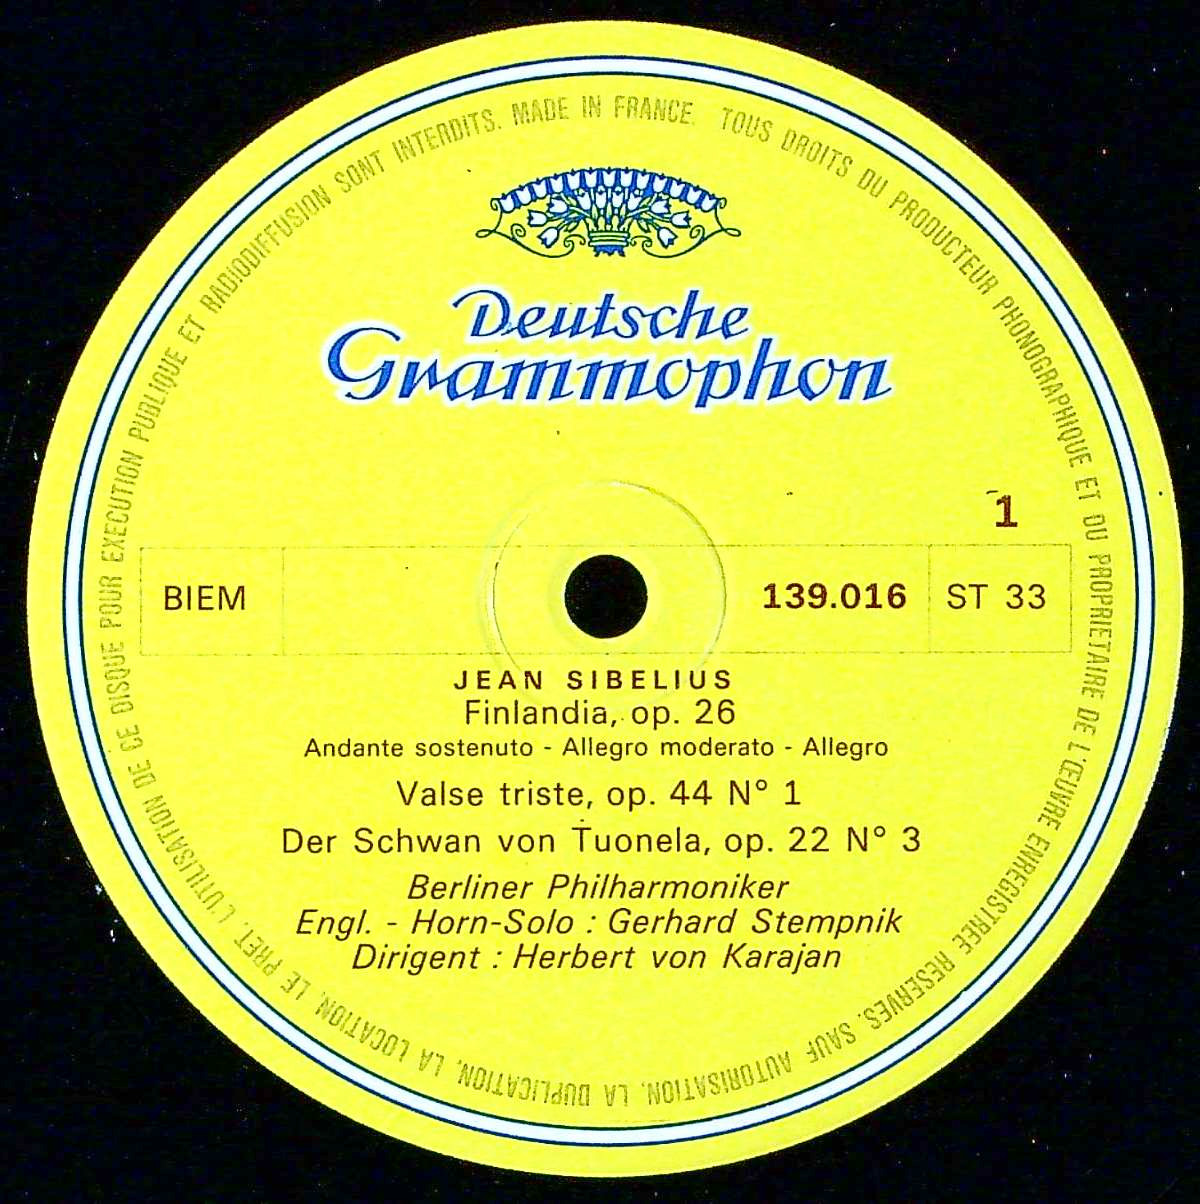 MADE IN FRANCE. TOUS DROITS DU PRODUCTEUR PHONOGRAPHIQUE ET DU PROPRIETAIRE DE L'ŒUVRE ENREGISTREE RESERVES. SAUF AUTORISATION, LA DUPLICATION, LA LOCATION, LE PRET, L'UTILISATION DE CE DISQUE POUR EXECUTION PUBLIQUE ET RADIODIFFUSION SONT INTERDITS.
Deutsche
Grammophon
1
BIEM 139.016 ST 33
JEAN SIBELIUS
Finlandia, op. 26
Andante sostenuto - Allegro moderato - Allegro
Valse triste, op. 44 N° 1
Der Schwan von Tuonela, op. 22 N° 3
Berliner Philharmoniker
Engl. - Horn-Solo : Gerhard Stempnik
Dirigent : Herbert von Karajan